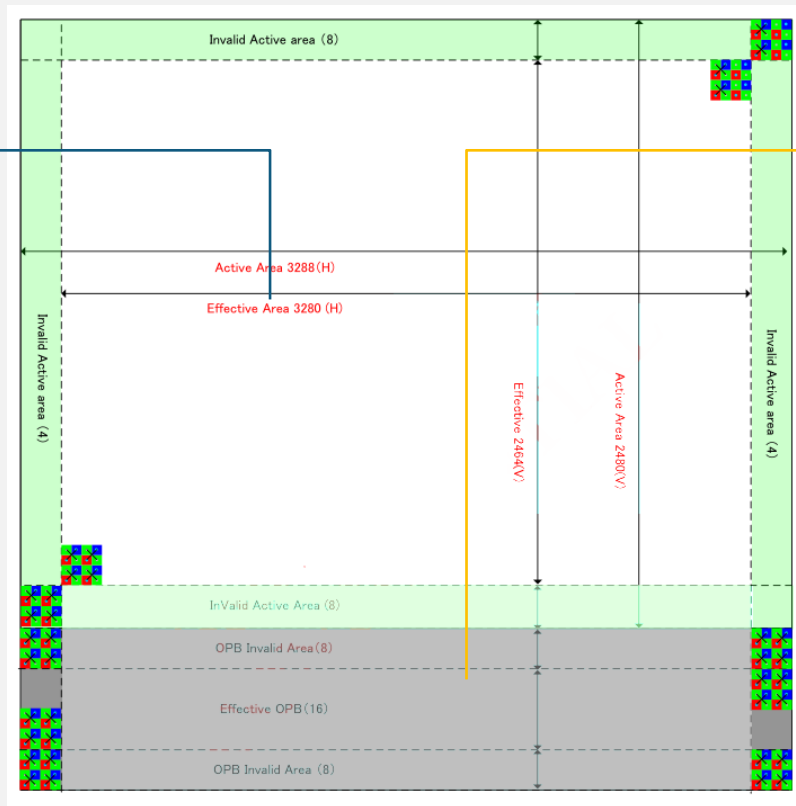 Invalid Active area (8)
Active Area 3288(H)
Effective Area 3280 (H)
Invalid Active area (4)
Effective 2464(V)
Active Area 2480(V)
Invalid Active area (4)
InValid Active Area (8)
OPB Invalid Area(8)
Effective OPB(16)
OPB Invalid Area (8)